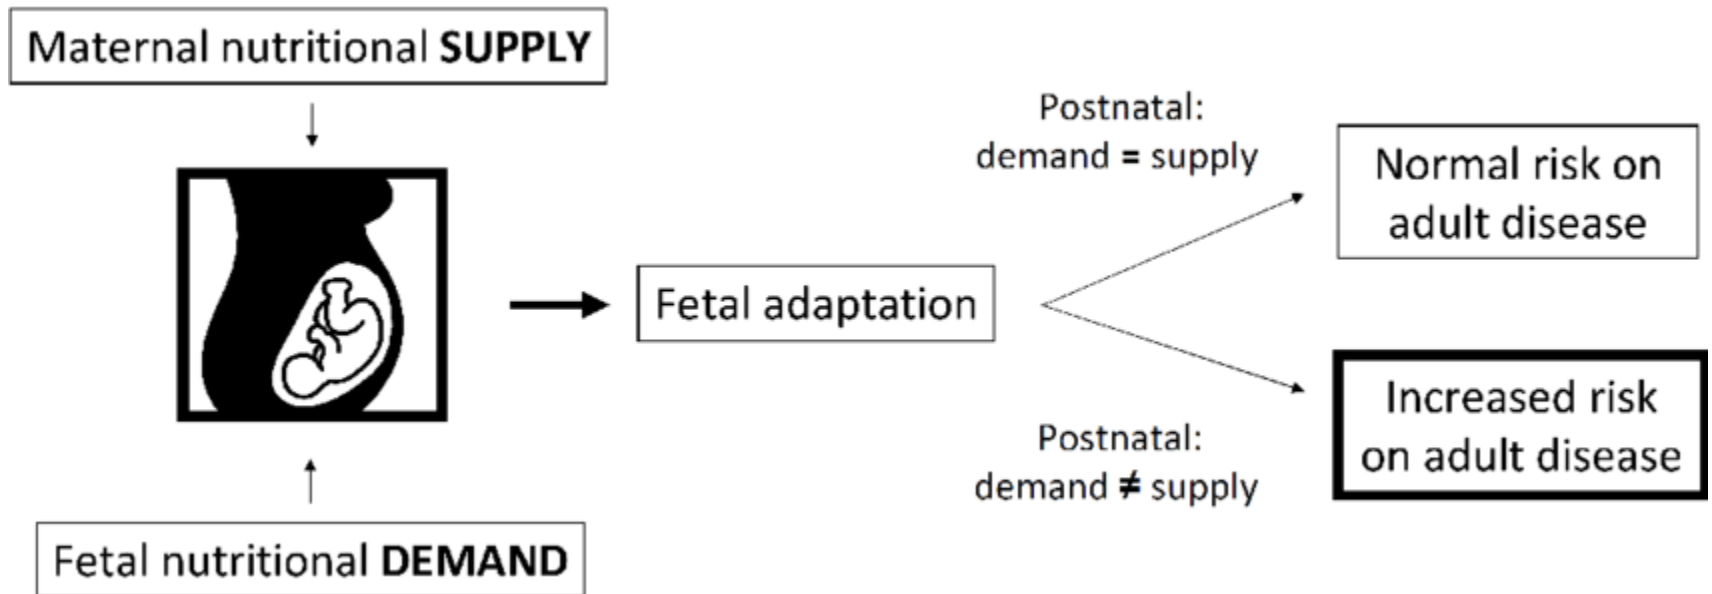 Maternal nutritional SUPPLY
Fetal nutritional DEMAND
Fetal adaptation
Postnatal:
demand = supply
Normal risk on
adult disease
Postnatal:
demand ≠ supply
Increased risk
on adult disease